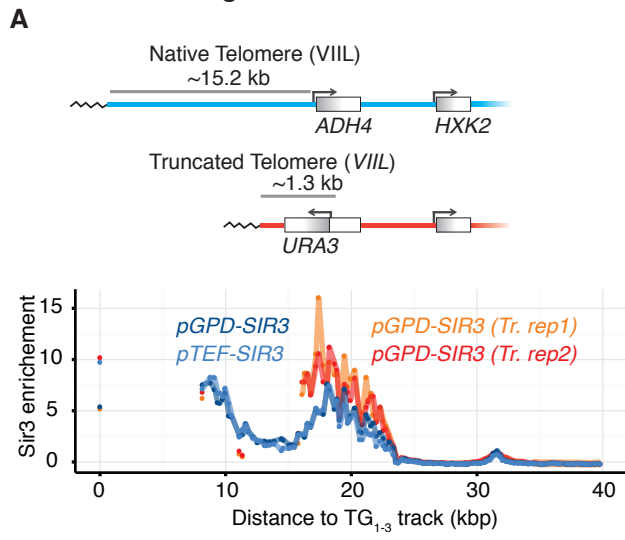 A
Native Telomere (VIIL)
~15.2 kb
ADH4 HXK2
Truncated Telomere (VIIL)
~1.3 kb
URA3
Sir3 enrichement
15
10
5
0
pGPD-SIR3 pGPD-SIR3 (Tr. rep1)
pTEF-SIR3 pGPD-SIR3 (Tr. rep2)
0 10 20 30 40
Distance to TG1-3 track (kbp)